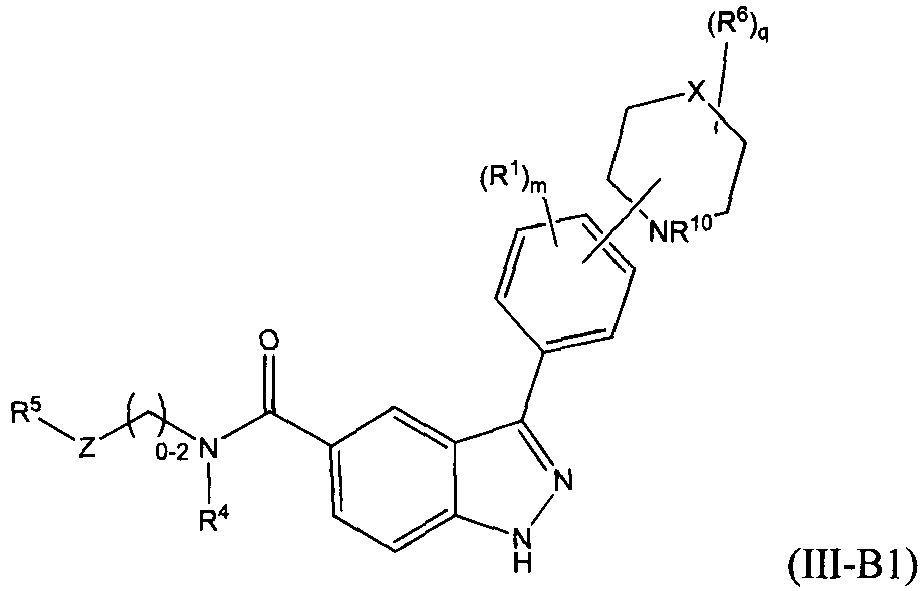 (R⁶)q
X
(R¹)m
NR¹⁰
O
R⁵
Z
( )0-2
N
R⁴
N
N
H
(III-B1)